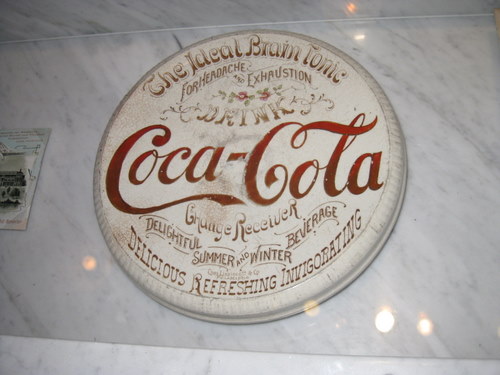 The Ideal Brain Tonic
For Headache & Exhaustion
Drink
Coca-Cola
Change Receiver
Delightful
Summer and Winter
Beverage
Delicious Refreshing Invigorating